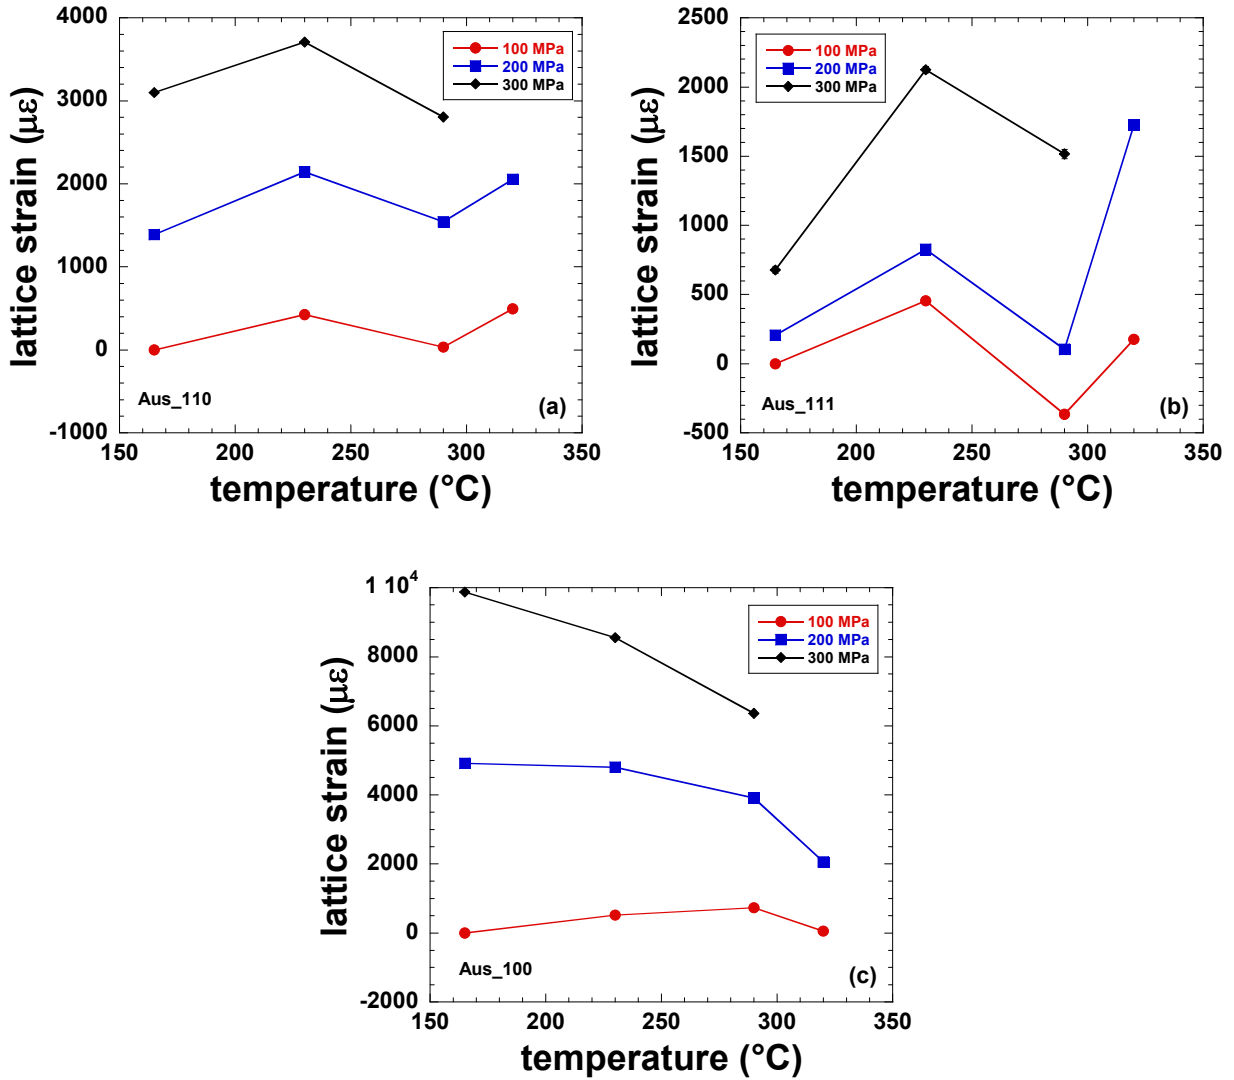 5000
4000
3000
2000
1000
0
-1000
150 200 250 300 350
lattice strain (με)
temperature (°C)
100 MPa
200 MPa
300 MPa
Aus_110
(a)
2500
2000
1500
1000
500
0
-500
150 200 250 300 350
lattice strain (με)
temperature (°C)
100 MPa
200 MPa
300 MPa
Aus_111
(b)
1 10⁴
8000
6000
4000
2000
0
-2000
150 200 250 300 350
lattice strain (με)
temperature (°C)
100 MPa
200 MPa
300 MPa
Aus_100
(c)